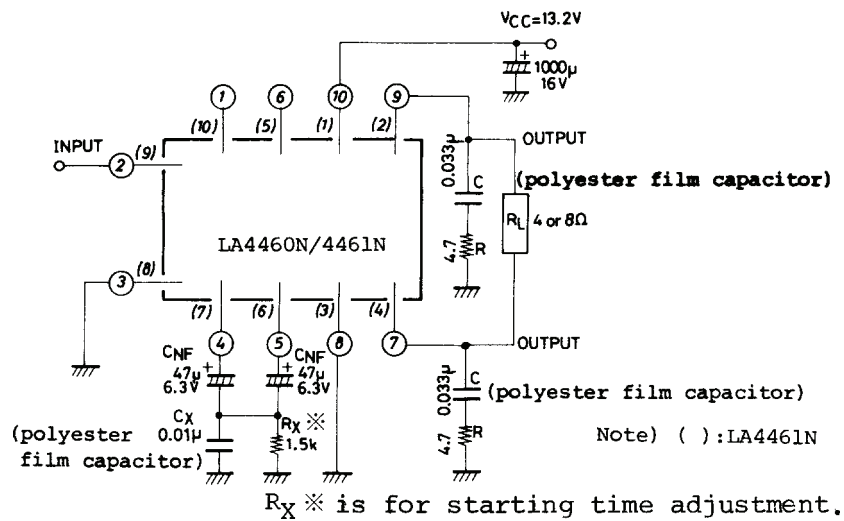 VCC=13.2V
+
1000µ
16V
1
6
10
9
(10)
(5)
(1)
(2)
INPUT
2
(9)
OUTPUT
0.033µ
C
(polyester film capacitor)
RL
4 or 8Ω
LA4460N/4461N
4.7
R
3
(8)
(7)
(6)
(3)
(4)
4
5
8
7
OUTPUT
CNF
+
47µ
6.3V
CNF
+
47µ
6.3V
0.033µ
C
(polyester film capacitor)
CX
0.01µ
(polyester
film capacitor)
RX ※
1.5k
4.7
R
Note) ( ):LA4461N
RX ※ is for starting time adjustment.